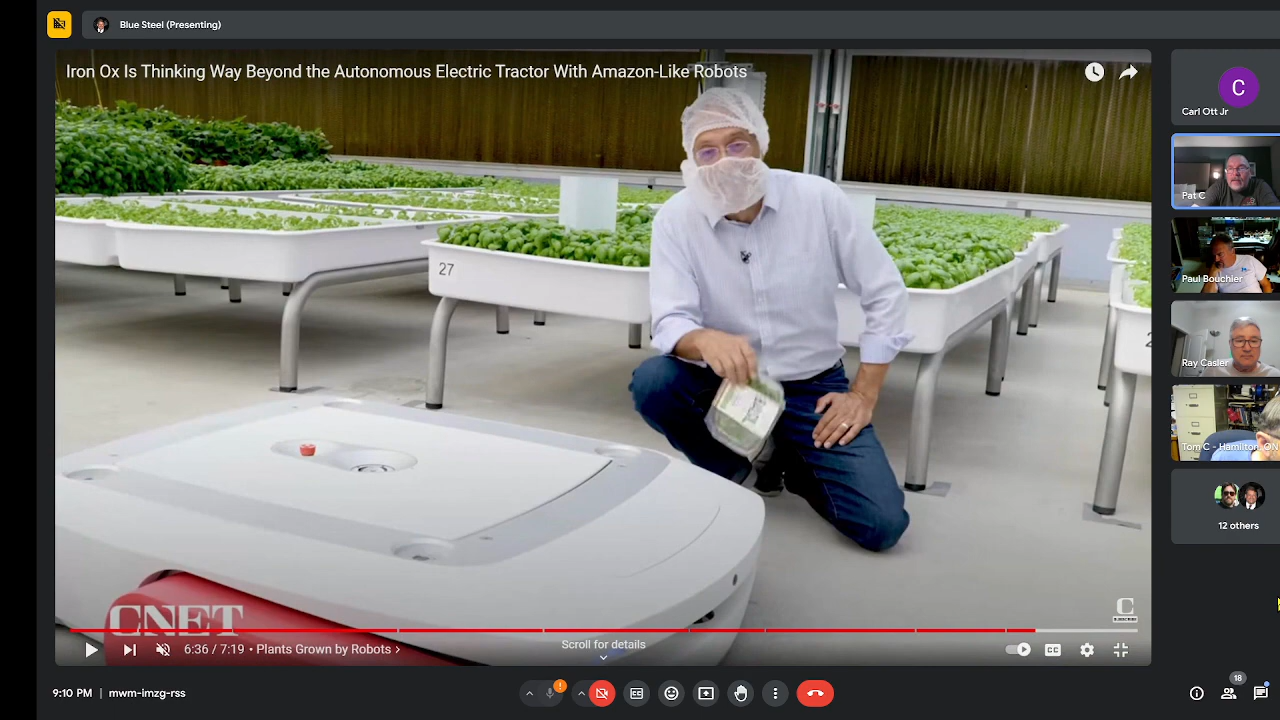 Blue Steel (Presenting)
Iron Ox Is Thinking Way Beyond the Autonomous Electric Tractor With Amazon-Like Robots
C
Carl Ott Jr
Pat C
Paul Bouchier
Ray Casler
Tom C - Hamilton, ON
12 others
27
2
CNET
C
6:36 / 7:19 • Plants Grown by Robots ›
Scroll for details
CC
9:10 PM | mwm-imzg-rss
18